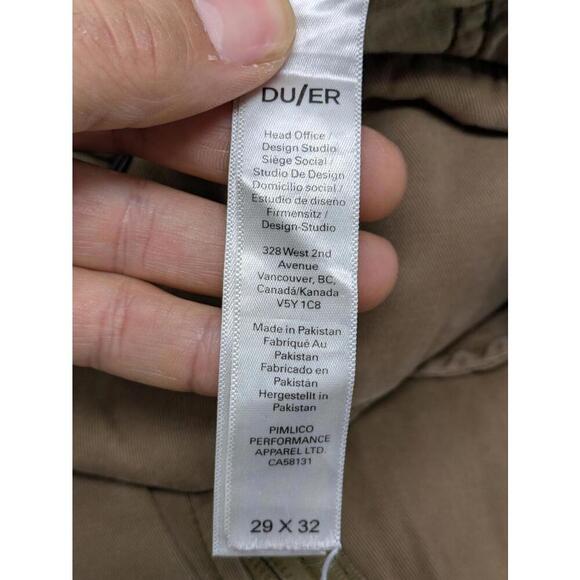 DU/ER
Head Office /
Design Studio
Siège Social /
Studio De Design
Domicilio social /
Estudio de diseño
Firmensitz /
Design-Studio
328 West 2nd
Avenue
Vancouver, BC,
Canadá/Kanada
V5Y 1C8
Made in Pakistan
Fabriqué Au
Pakistan
Fabricado en
Pakistán
Hergestellt in
Pakistan
PIMLICO
PERFORMANCE
APPAREL LTD.
CA58131
29 X 32